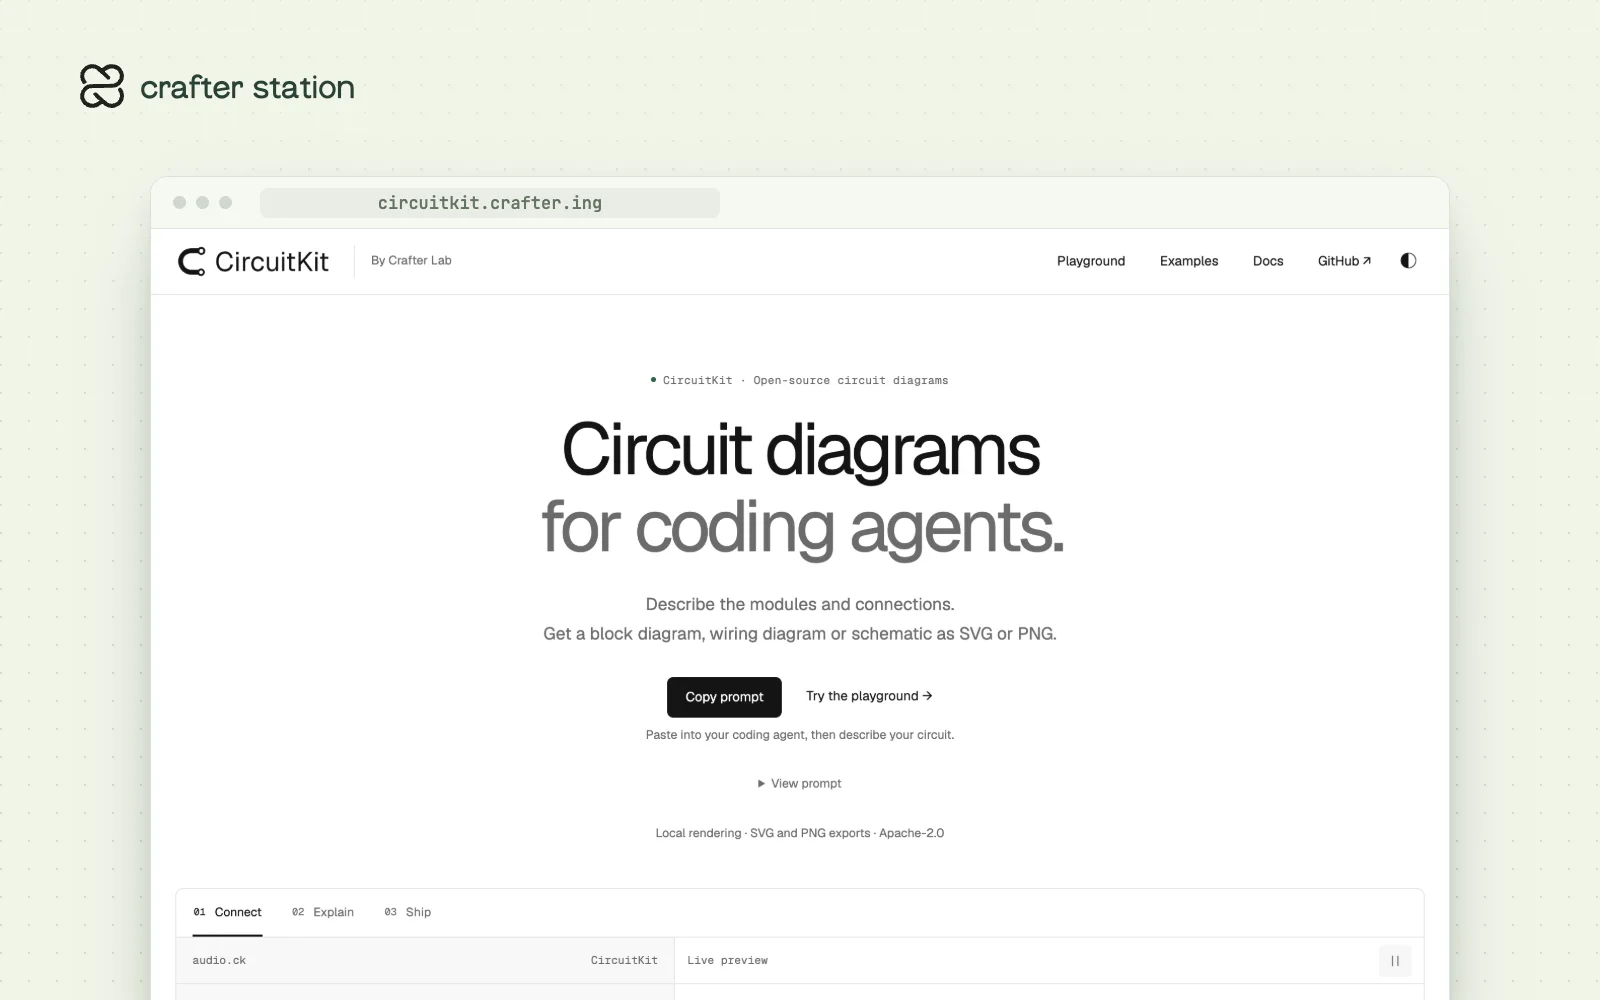 crafter station
circuitkit.crafter.ing
CircuitKit
By Crafter Lab
Playground
Examples
Docs
GitHub ↗
CircuitKit · Open-source circuit diagrams
Circuit diagrams
for coding agents.
Describe the modules and connections.
Get a block diagram, wiring diagram or schematic as SVG or PNG.
Copy prompt
Try the playground →
Paste into your coding agent, then describe your circuit.
▶ View prompt
Local rendering · SVG and PNG exports · Apache-2.0
01 Connect
02 Explain
03 Ship
audio.ck
CircuitKit
Live preview